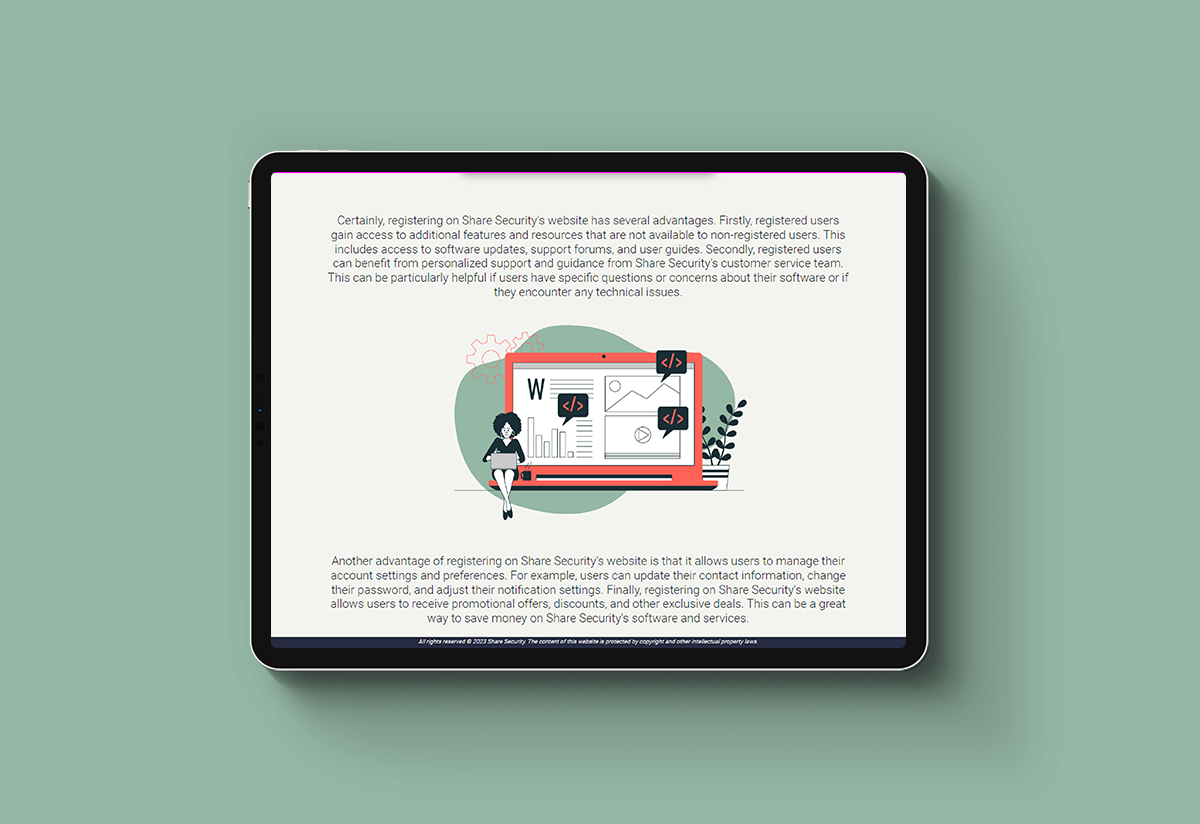 Certainly, registering on Share Security's website has several advantages. Firstly, registered users
gain access to additional features and resources that are not available to non-registered users. This
includes access to software updates, support forums, and user guides. Secondly, registered users
can benefit from personalized support and guidance from Share Security's customer service team.
This can be particularly helpful if users have specific questions or concerns about their software or if
they encounter any technical issues.
</>
W
</>
</>
Another advantage of registering on Share Security's website is that it allows users to manage their
account settings and preferences. For example, users can update their contact information, change
their password, and adjust their notification settings. Finally, registering on Share Security's website
allows users to receive promotional offers, discounts, and other exclusive deals. This can be a great
way to save money on Share Security's software and services.
All rights reserved © 2023 Share Security. The content of this website is protected by copyright and other intellectual property laws.